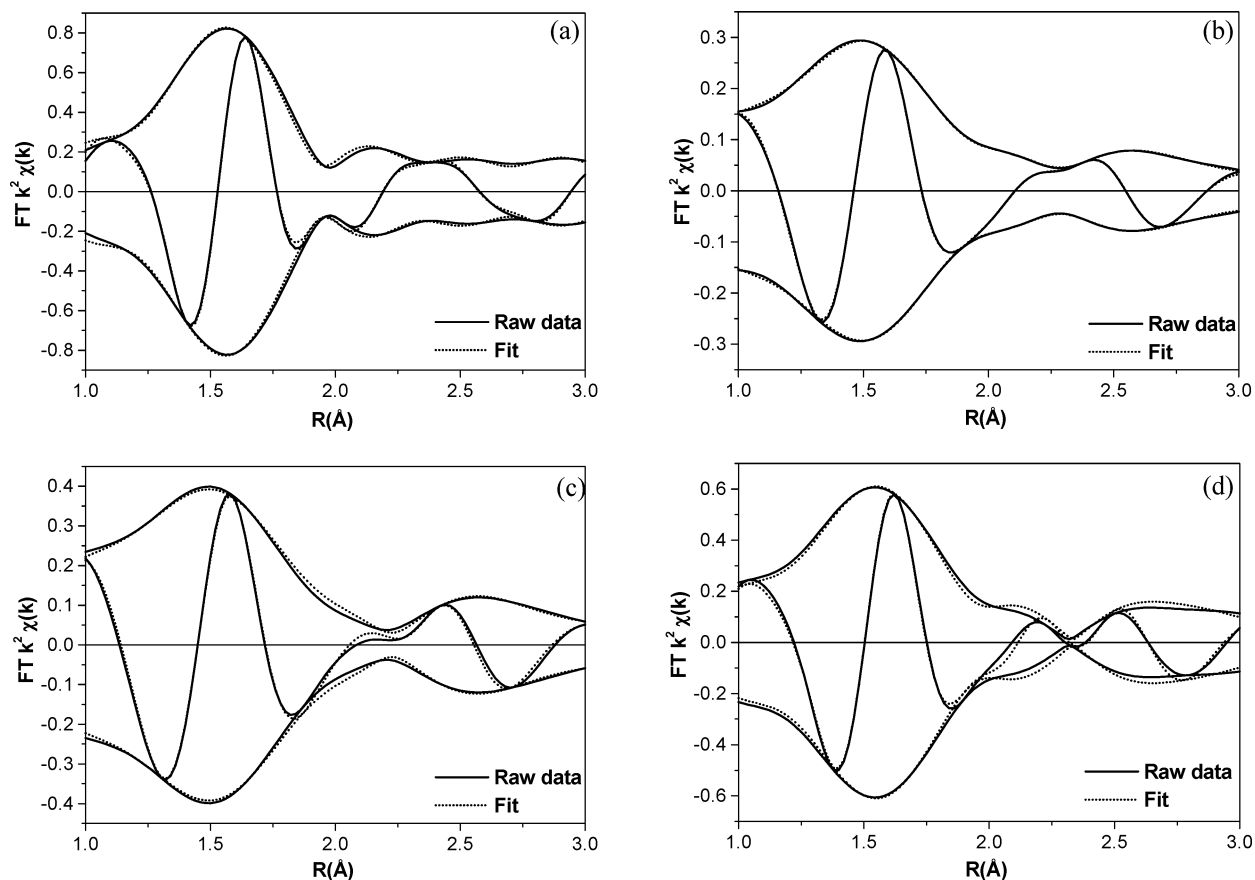 (a)
0.8
0.6
0.4
0.2
0.0
-0.2
-0.4
-0.6
-0.8
FT k² χ(k)
Raw data
Fit
1.0 1.5 2.0 2.5 3.0
R(Å)
(b)
0.3
0.2
0.1
0.0
-0.1
-0.2
-0.3
FT k² χ(k)
Raw data
Fit
1.0 1.5 2.0 2.5 3.0
R(Å)
(c)
0.4
0.3
0.2
0.1
0.0
-0.1
-0.2
-0.3
-0.4
FT k² χ(k)
Raw data
Fit
1.0 1.5 2.0 2.5 3.0
R(Å)
(d)
0.6
0.4
0.2
0.0
-0.2
-0.4
-0.6
FT k² χ(k)
Raw data
Fit
1.0 1.5 2.0 2.5 3.0
R(Å)